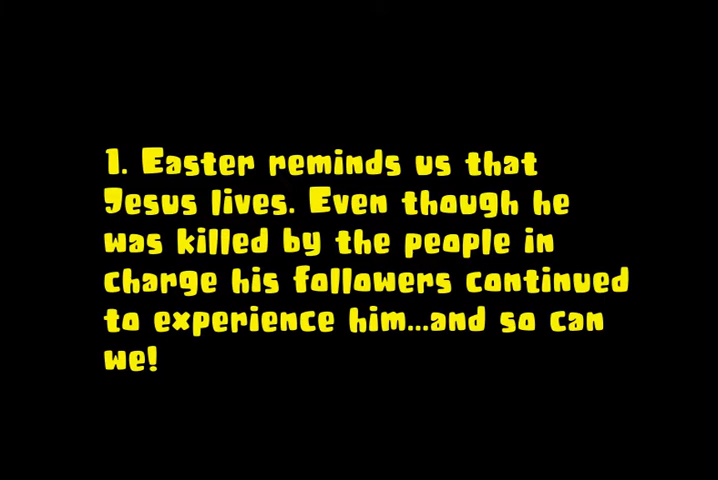 1. Easter reminds us that
Jesus lives. Even though he
was killed by the people in
charge his followers continued
to experience him...and so can
we!